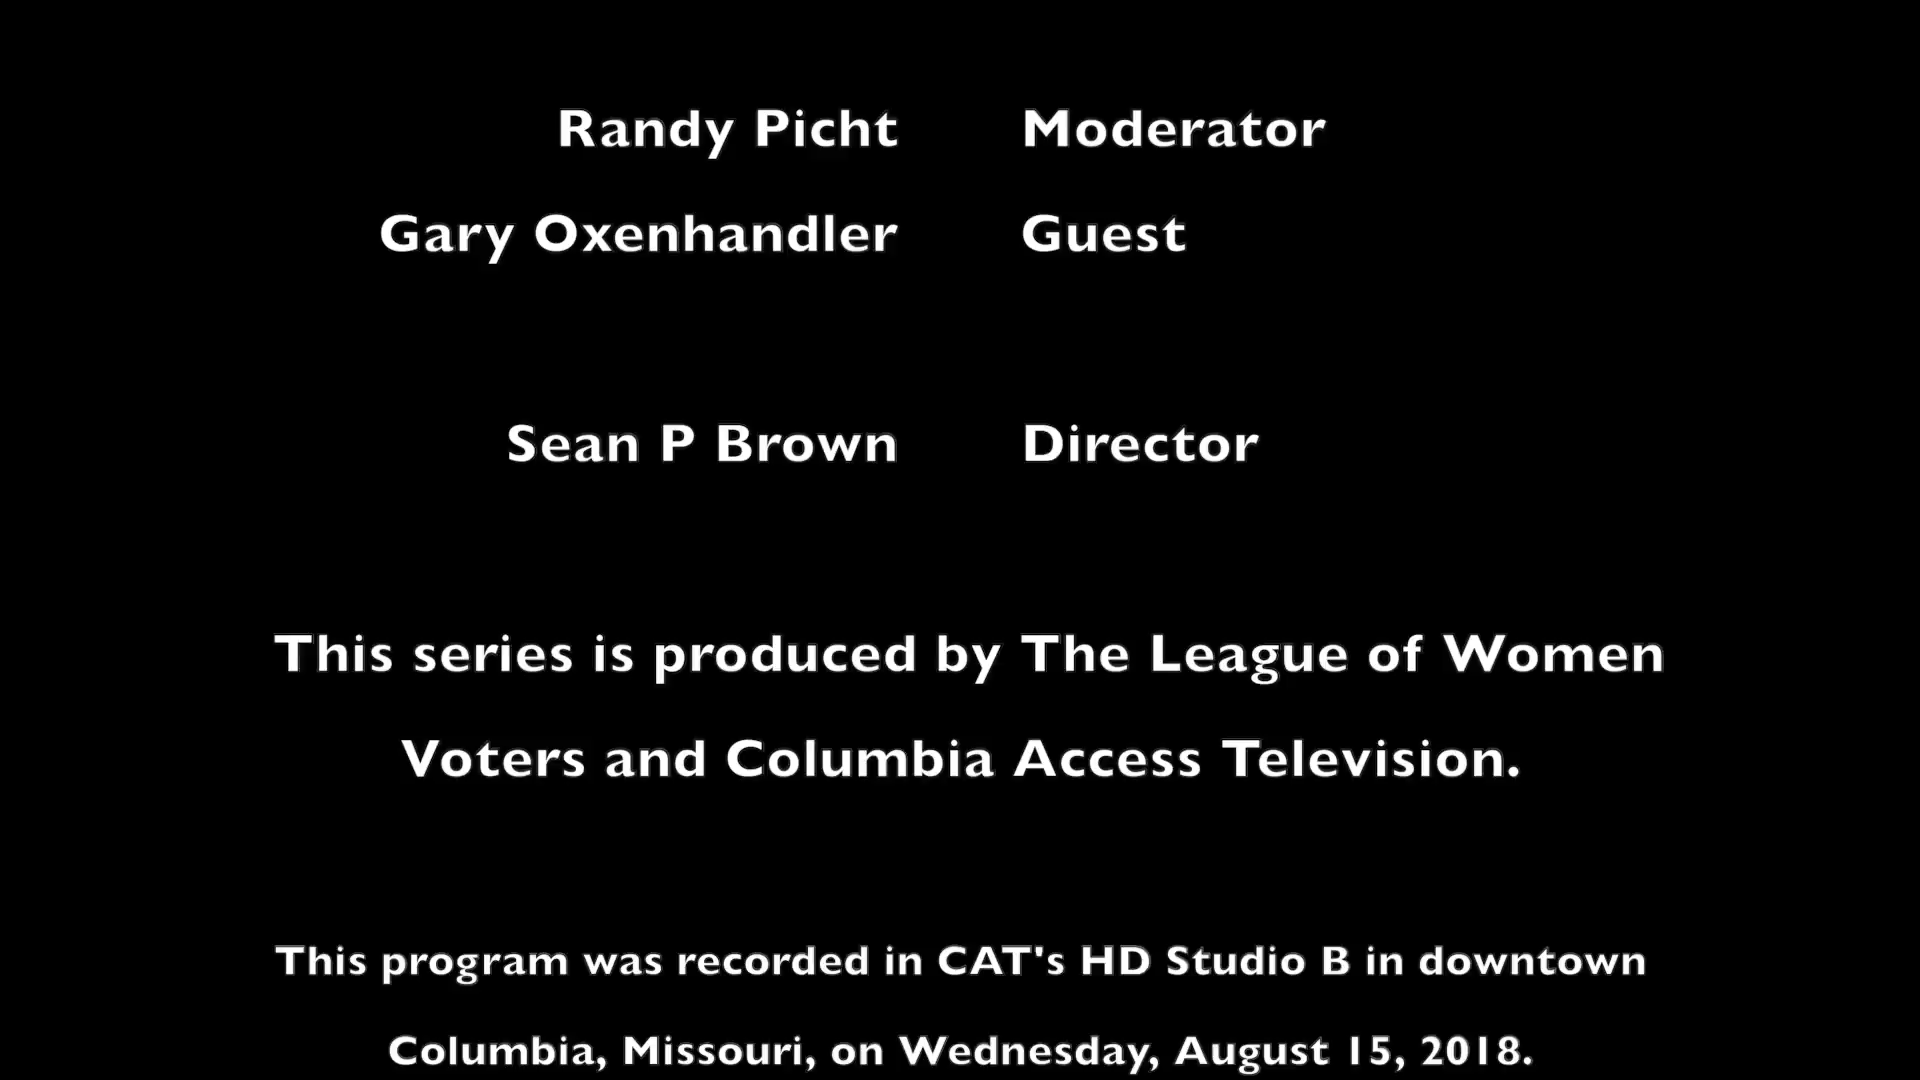 Randy Picht Moderator
Gary Oxenhandler Guest
Sean P Brown Director
This series is produced by The League of Women
Voters and Columbia Access Television.
This program was recorded in CAT's HD Studio B in downtown
Columbia, Missouri, on Wednesday, August 15, 2018.